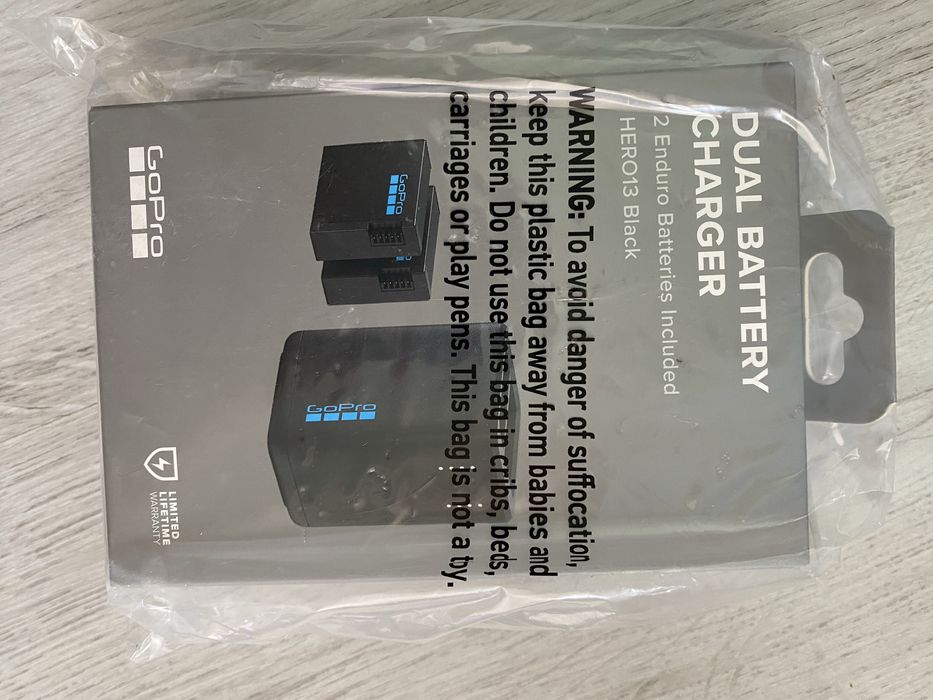 DUAL BATTERY
CHARGER
2 Enduro Batteries Included
HERO13 Black
WARNING: To avoid danger of suffocation,
keep this plastic bag away from babies and
children. Do not use this bag in cribs, beds,
carriages or play pens. This bag is not a toy.
GoPro
GoPro
GoPro
LIMITED
LIFETIME
WARRANTY